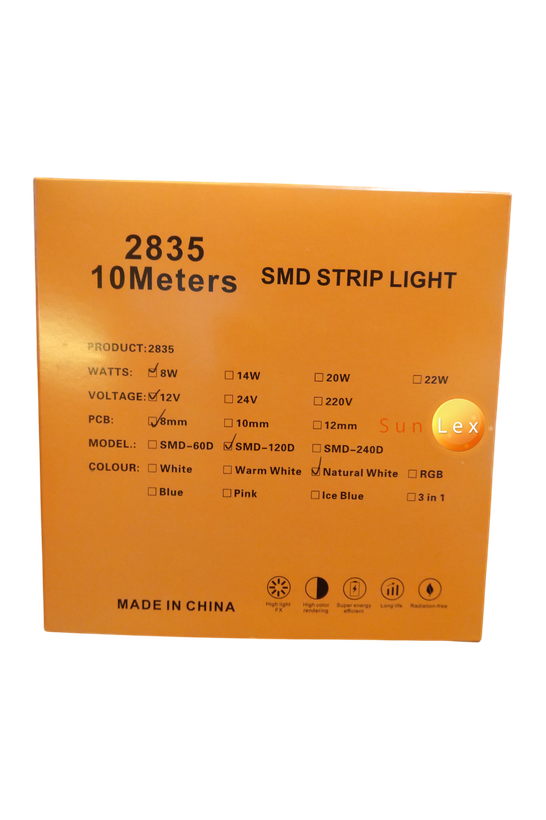 2835
10Meters SMD STRIP LIGHT
PRODUCT:2835
WATTS: ☑ 8W ☐ 14W ☐ 20W ☐ 22W
VOLTAGE: ☑ 12V ☐ 24V ☐ 220V
PCB: ☑ 8mm ☐ 10mm ☐ 12mm
Sun Lex
MODEL.: ☐ SMD-60D ☑ SMD-120D ☐ SMD-240D
COLOUR: ☐ White ☐ Warm White ☑ Natural White ☐ RGB
☐ Blue ☐ Pink ☐ Ice Blue ☐ 3 in 1
MADE IN CHINA
High light FX
High color rendering
Super energy efficient
Long life
Radiation-free